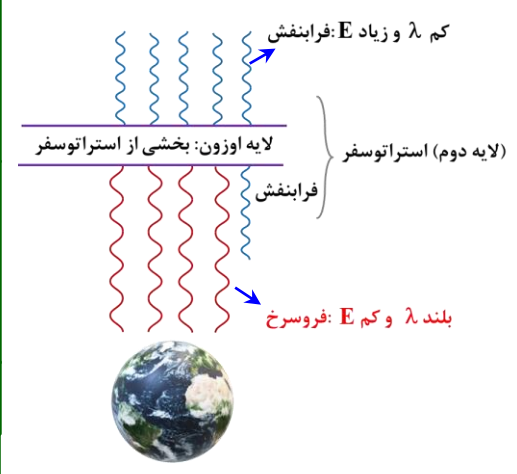 فرابنفش: E زیاد و λ کم
لایه اوزون: بخشی از استراتوسفر
(لایه دوم) استراتوسفر
فرابنفش
فروسرخ: E کم و λ بلند